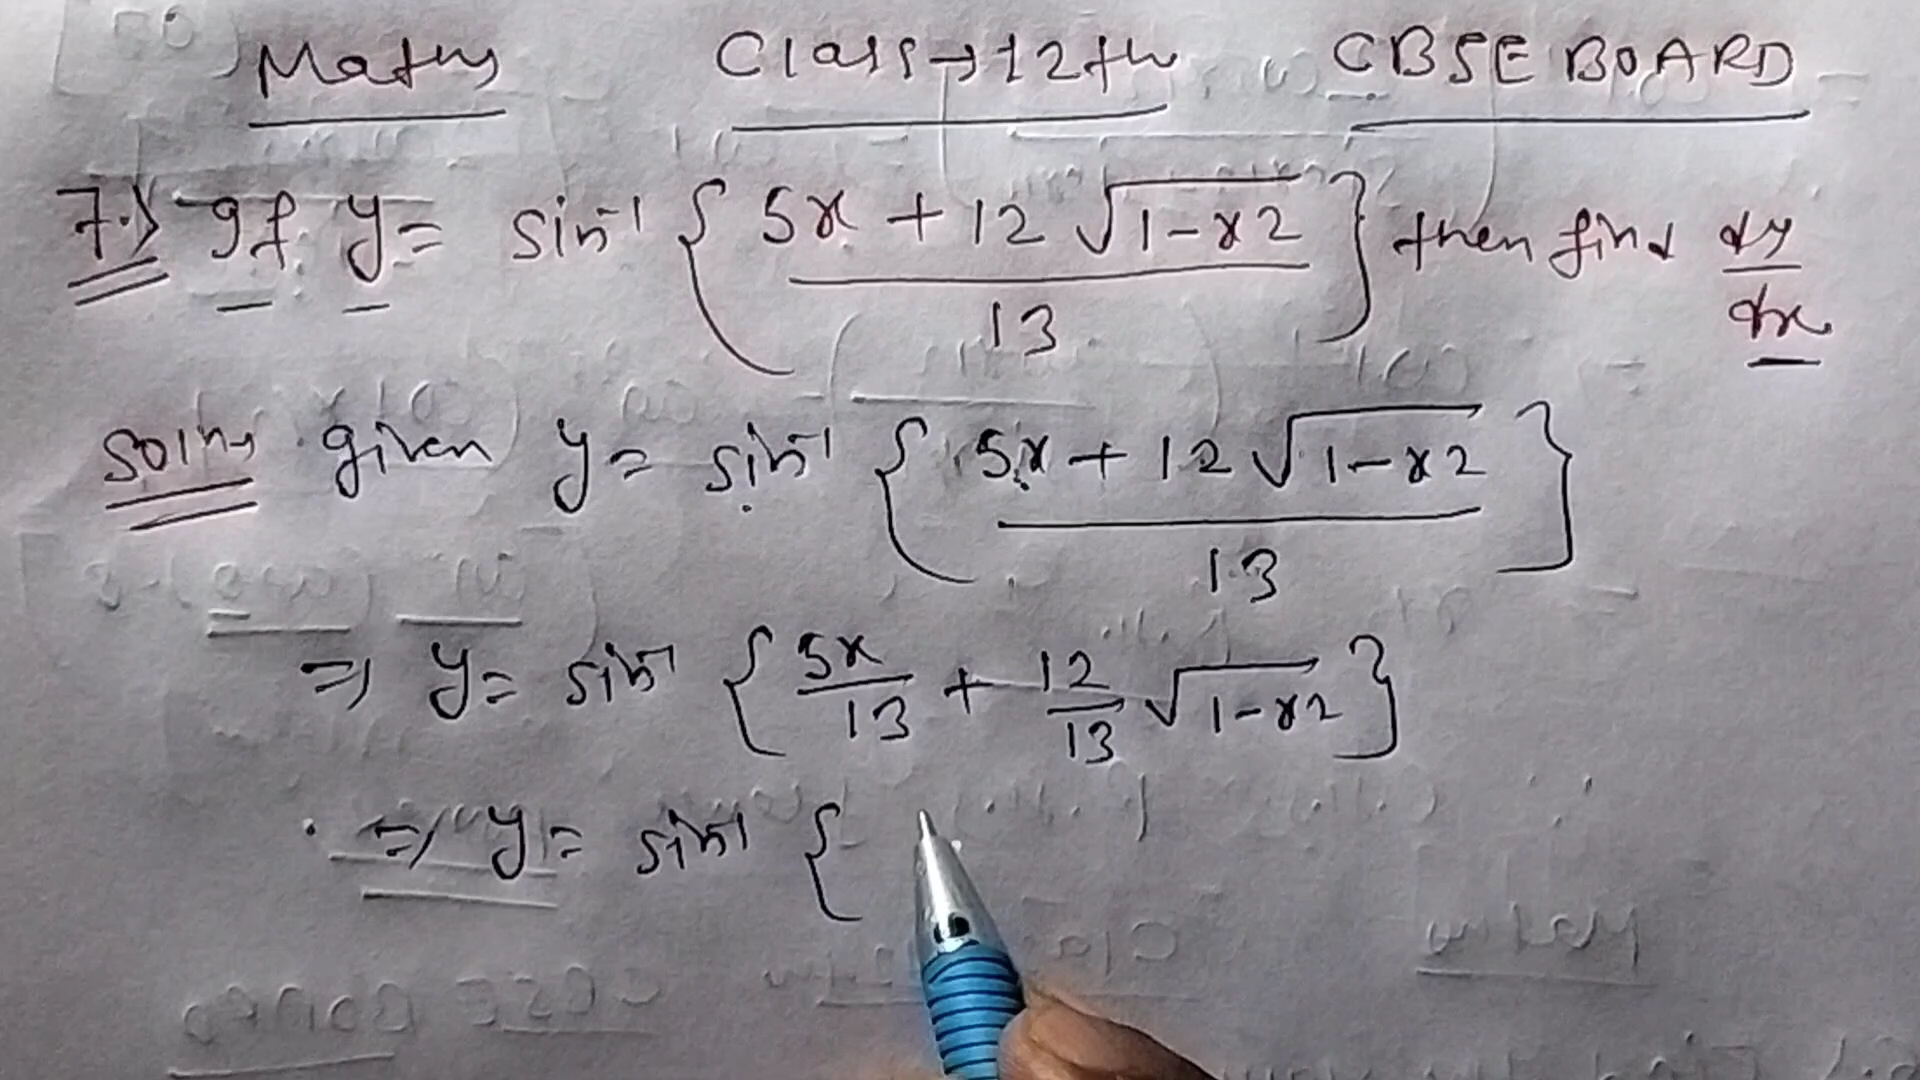 Maths Class→12th CBSE BOARD
7.) If y = sin⁻¹ { 5x + 12 √1-x2 / 13 } then find dy/dx
Soln, given y = sin⁻¹ { 5x + 12 √1-x2 / 13 }
⇒ y = sin⁻¹ { 5x/13 + 12/13 √1-x2 }
⇒ y = sin⁻¹ {